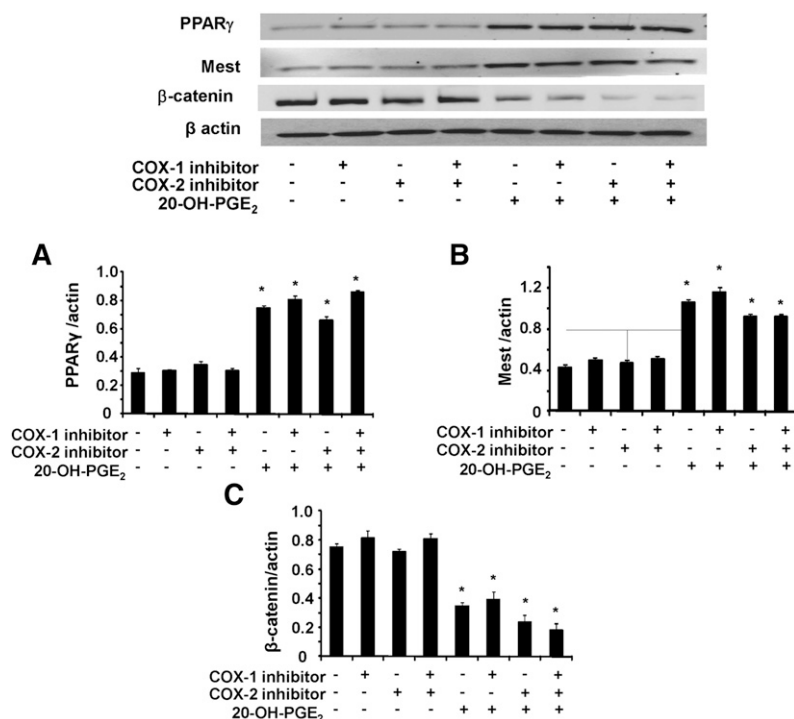 PPARγ
Mest
β-catenin
β actin
COX-1 inhibitor - + - + - + - +
COX-2 inhibitor - - + + - - + +
20-OH-PGE2 - - - - + + + +
A
PPARγ/actin
1.0
0.8
0.6
0.4
0.2
0
* * * *
COX-1 inhibitor - + - + - + - +
COX-2 inhibitor - - + + - - + +
20-OH-PGE2 - - - - + + + +
B
Mest/actin
1.2
0.8
0.4
0
* * * *
COX-1 inhibitor - + - + - + - +
COX-2 inhibitor - - + + - - + +
20-OH-PGE2 - - - - + + + +
C
β-catenin/actin
1.0
0.8
0.6
0.4
0.2
0
* * * *
COX-1 inhibitor - + - + - + - +
COX-2 inhibitor - - + + - - + +
20-OH-PGE2 - - - - + + + +